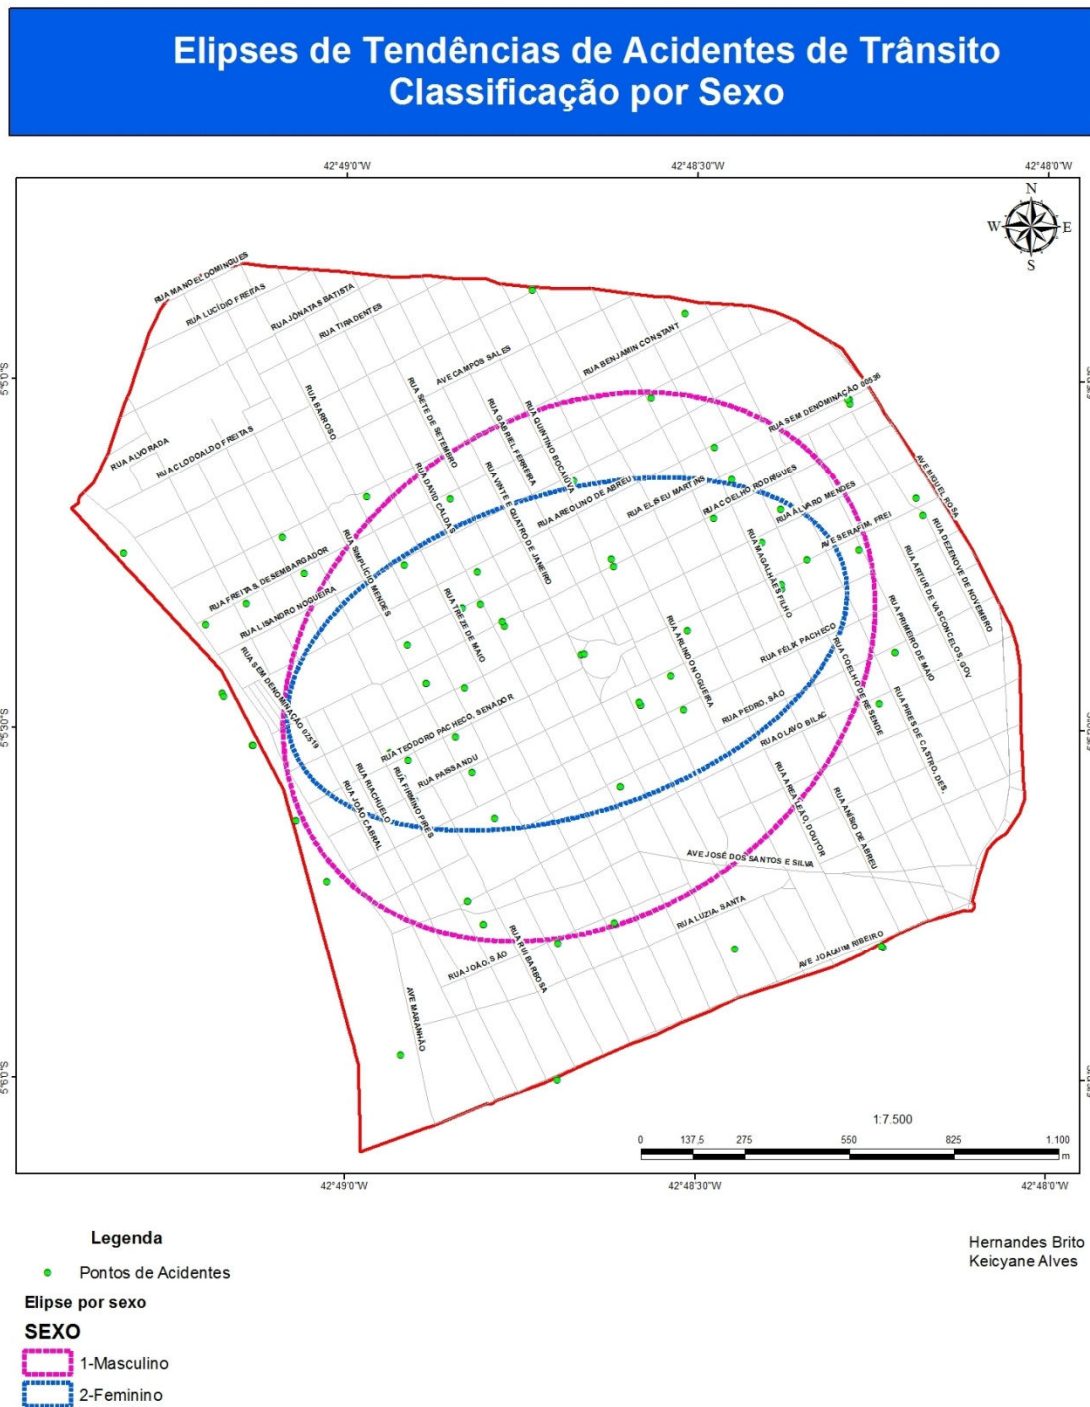 Elipses de Tendências de Acidentes de Trânsito
Classificação por Sexo
42°49'0"W
42°48'30"W
42°48'0"W
N
W
E
S
RUA MANOEL DOMINGUES
RUA LUCÍDIO FREITAS
RUA JÔNATAS BATISTA
RUA TIRADENTES
AVE CAMPOS SALES
RUA BENJAMIN CONSTANT
RUA SEM DENOMINAÇÃO 00536
RUA BARROSO
RUA SETE DE SETEMBRO
RUA GABRIEL FERREIRA
RUA QUINTINO BOCAIÚVA
RUA ALVORADA
RUA CLODOALDO FREITAS
RUA DAVID CALDAS
RUA VINTE E QUATRO DE JANEIRO
RUA AREOLINO DE ABREU
RUA ELISEU MARTINS
RUA COELHO RODRIGUES
RUA ÁLVARO MENDES
AVE MIGUEL ROSA
AVE SERAFIM, FREI
RUA DEZENOVE DE NOVEMBRO
RUA SIMPLÍCIO MENDES
RUA MAGALHÃES FILHO
RUA ARTUR DE VASCONCELOS, GOV
RUA FREITAS, DESEMBARGADOR
RUA LISANDRO NOGUEIRA
RUA TREZE DE MAIO
RUA ARLINDO NOGUEIRA
RUA FÉLIX PACHECO
RUA PRIMEIRO DE MAIO
RUA COELHO DE RESENDE
RUA SEM DENOMINAÇÃO 02519
RUA TEODORO PACHECO, SENADOR
RUA PEDRO, SÃO
RUA OLAVO BILAC
RUA PIRES DE CASTRO, DES.
RUA PAISSANDU
RUA RIACHUELO
RUA FIRMINO PIRES
RUA JOÃO CABRAL
RUA AREA LEÃO, DOUTOR
RUA ANÍSIO DE ABREU
AVE JOSÉ DOS SANTOS E SILVA
RUA LUZIA, SANTA
RUA RUI BARBOSA
RUA JOÃO, SÃO
AVE JOAQUIM RIBEIRO
AVE MARANHÃO
5°5'0"S
5°5'30"S
5°6'0"S
1:7.500
0 137,5 275 550 825 1.100
m
42°49'0"W
42°48'30"W
42°48'0"W
Legenda
Pontos de Acidentes
Elipse por sexo
SEXO
1-Masculino
2-Feminino
Hernandes Brito
Keicyane Alves